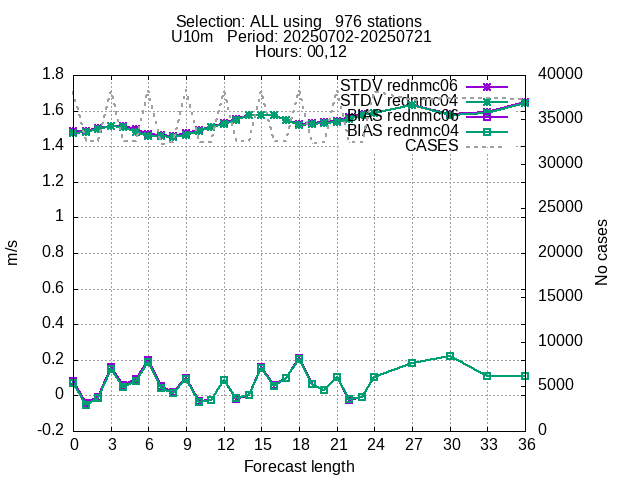 Selection: ALL using   976 stations
U10m   Period: 20250702-20250721
Hours: 00,12
STDV rednmc06
STDV rednmc04
BIAS rednmc06
BIAS rednmc04
CASES
1.8
1.6
1.4
1.2
1
0.8
0.6
0.4
0.2
0
-0.2
m/s
40000
35000
30000
25000
20000
15000
10000
5000
0
No cases
0 3 6 9 12 15 18 21 24 27 30 33 36
Forecast length